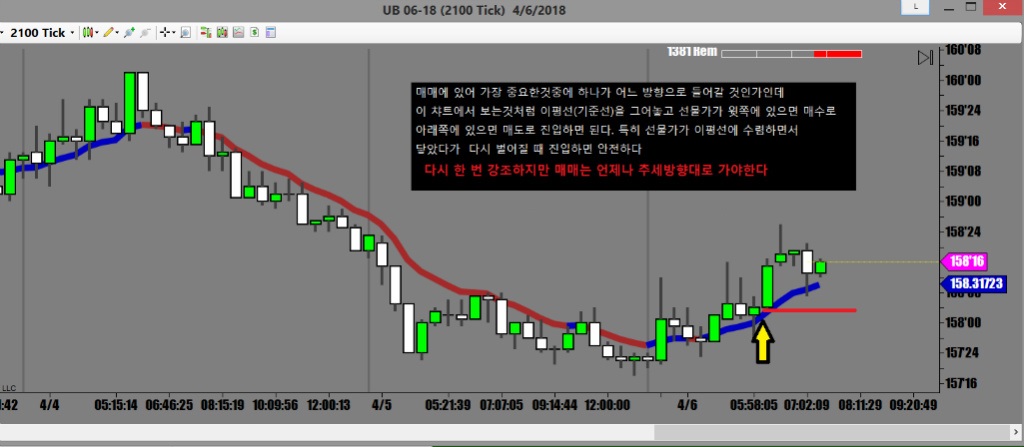 UB 06-18 (2100 Tick)  4/6/2018
L
2100 Tick
1381 Rem
매매에 있어 가장 중요한것중에 하나가 어느 방향으로 들어갈 것인가인데
이 챠트에서 보는것처럼 이평선(기준선)을 그어놓고 선물가가 윗쪽에 있으면 매수로
아래쪽에 있으면 매도로 진입하면 된다. 특히 선물가가 이평선에 수렴하면서
닿았다가  다시 벌어질 때 진입하면 안전하다
다시 한 번 강조하지만 매매는 언제나 주세방향대로 가야한다
160'08
160'00
159'24
159'16
159'08
159'00
158'24
158'16
158.31723
158'00
157'24
157'16
LLC
1:42 4/4 05:15:14 06:46:25 08:15:19 10:09:56 12:00:13 4/5 05:21:39 07:07:05 09:14:44 12:00:00 4/6 05:58:05 07:02:09 08:11:29 09:20:49